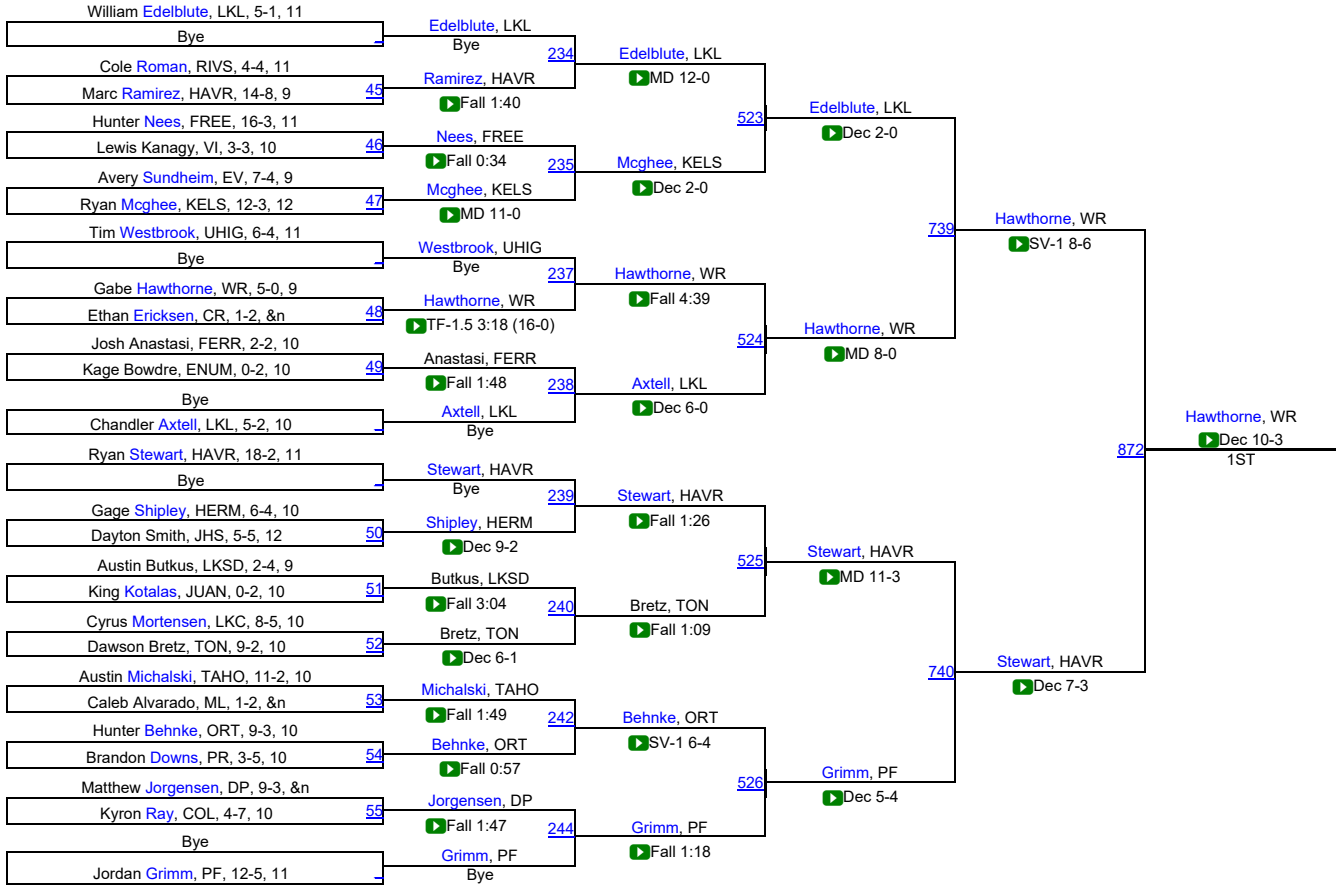 William Edelblute, LKL, 5-1, 11
Bye
Cole Roman, RIVS, 4-4, 11
Marc Ramirez, HAVR, 14-8, 9
45
Hunter Nees, FREE, 16-3, 11
Lewis Kanagy, VI, 3-3, 10
46
Avery Sundheim, EV, 7-4, 9
Ryan Mcghee, KELS, 12-3, 12
47
Tim Westbrook, UHIG, 6-4, 11
Bye
Gabe Hawthorne, WR, 5-0, 9
Ethan Ericksen, CR, 1-2, &n
48
Josh Anastasi, FERR, 2-2, 10
Kage Bowdre, ENUM, 0-2, 10
49
Bye
Chandler Axtell, LKL, 5-2, 10
Ryan Stewart, HAVR, 18-2, 11
Bye
Gage Shipley, HERM, 6-4, 10
Dayton Smith, JHS, 5-5, 12
50
Austin Butkus, LKSD, 2-4, 9
King Kotalas, JUAN, 0-2, 10
51
Cyrus Mortensen, LKC, 8-5, 10
Dawson Bretz, TON, 9-2, 10
52
Austin Michalski, TAHO, 11-2, 10
Caleb Alvarado, ML, 1-2, &n
53
Hunter Behnke, ORT, 9-3, 10
Brandon Downs, PR, 3-5, 10
54
Matthew Jorgensen, DP, 9-3, &n
Kyron Ray, COL, 4-7, 10
55
Bye
Jordan Grimm, PF, 12-5, 11
Edelblute, LKL
Bye
234
Ramirez, HAVR
Fall 1:40
Nees, FREE
Fall 0:34
235
Mcghee, KELS
MD 11-0
Westbrook, UHIG
Bye
237
Hawthorne, WR
TF-1.5 3:18 (16-0)
Anastasi, FERR
Fall 1:48
238
Axtell, LKL
Bye
Stewart, HAVR
Bye
239
Shipley, HERM
Dec 9-2
Butkus, LKSD
Fall 3:04
240
Bretz, TON
Dec 6-1
Michalski, TAHO
Fall 1:49
242
Behnke, ORT
Fall 0:57
Jorgensen, DP
Fall 1:47
244
Grimm, PF
Bye
Edelblute, LKL
MD 12-0
523
Mcghee, KELS
Dec 2-0
Hawthorne, WR
Fall 4:39
524
Axtell, LKL
Dec 6-0
Stewart, HAVR
Fall 1:26
525
Bretz, TON
Fall 1:09
Behnke, ORT
SV-1 6-4
526
Grimm, PF
Fall 1:18
Edelblute, LKL
Dec 2-0
739
Hawthorne, WR
MD 8-0
Stewart, HAVR
MD 11-3
740
Grimm, PF
Dec 5-4
Hawthorne, WR
SV-1 8-6
872
Stewart, HAVR
Dec 7-3
Hawthorne, WR
Dec 10-3
1ST